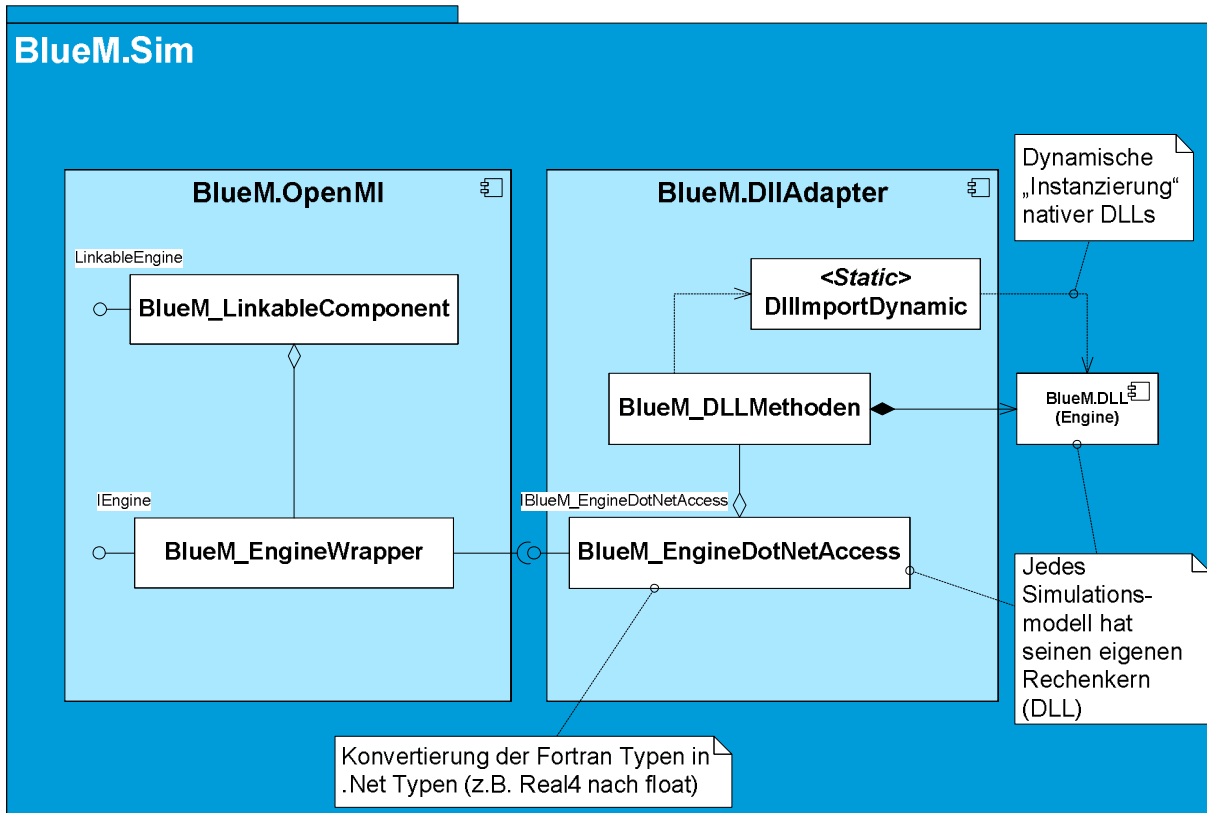 BlueM.Sim
BlueM.OpenMI
LinkableEngine
BlueM_LinkableComponent
IEngine
BlueM_EngineWrapper
BlueM.DllAdapter
<Static>
DllImportDynamic
BlueM_DLLMethoden
IBlueM_EngineDotNetAccess
BlueM_EngineDotNetAccess
Dynamische
„Instanzierung“
nativer DLLs
BlueM.DLL
(Engine)
Jedes
Simulations-
modell hat
seinen eigenen
Rechenkern
(DLL)
Konvertierung der Fortran Typen in
.Net Typen (z.B. Real4 nach float)